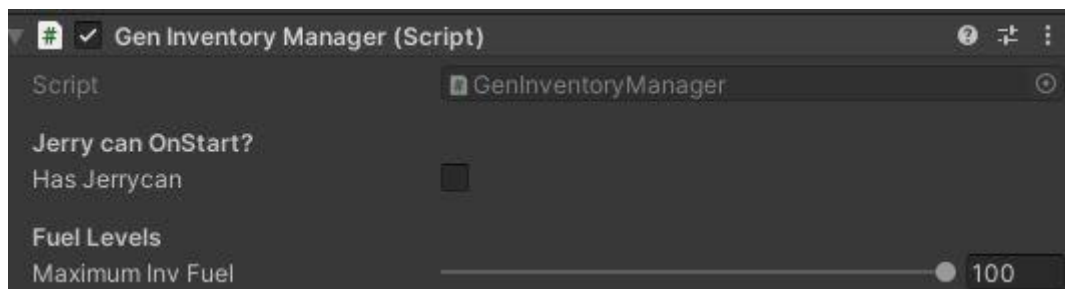 Gen Inventory Manager (Script)
Script GenInventoryManager
Jerry can OnStart?
Has Jerrycan
Fuel Levels
Maximum Inv Fuel 100